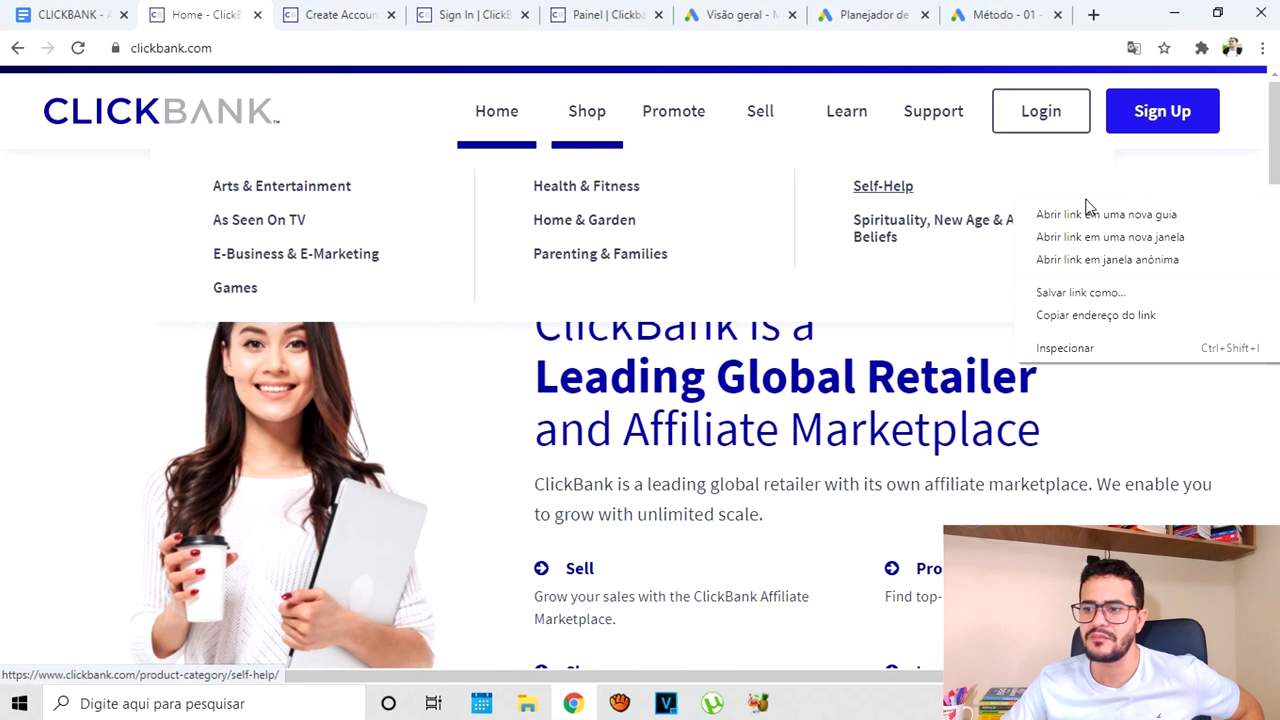 CLICKBANK - A
Home - ClickB
Create Accoun
Sign In | ClickB
Painel | Clickba
Visão geral - M
Planejador de
Método - 01 -
clickbank.com
CLICKBANK™
Home
Shop
Promote
Sell
Learn
Support
Login
Sign Up
Arts & Entertainment
As Seen On TV
E-Business & E-Marketing
Games
Health & Fitness
Home & Garden
Parenting & Families
Self-Help
Spirituality, New Age & A
Beliefs
Abrir link em uma nova guia
Abrir link em uma nova janela
Abrir link em janela anônima
Salvar link como...
Copiar endereço do link
Inspecionar Ctrl+Shift+I
ClickBank is a
Leading Global Retailer
and Affiliate Marketplace
ClickBank is a leading global retailer with its own affiliate marketplace. We enable you
to grow with unlimited scale.
Sell
Grow your sales with the ClickBank Affiliate
Marketplace.
Pro
Find top-
https://www.clickbank.com/product-category/self-help/
Digite aqui para pesquisar